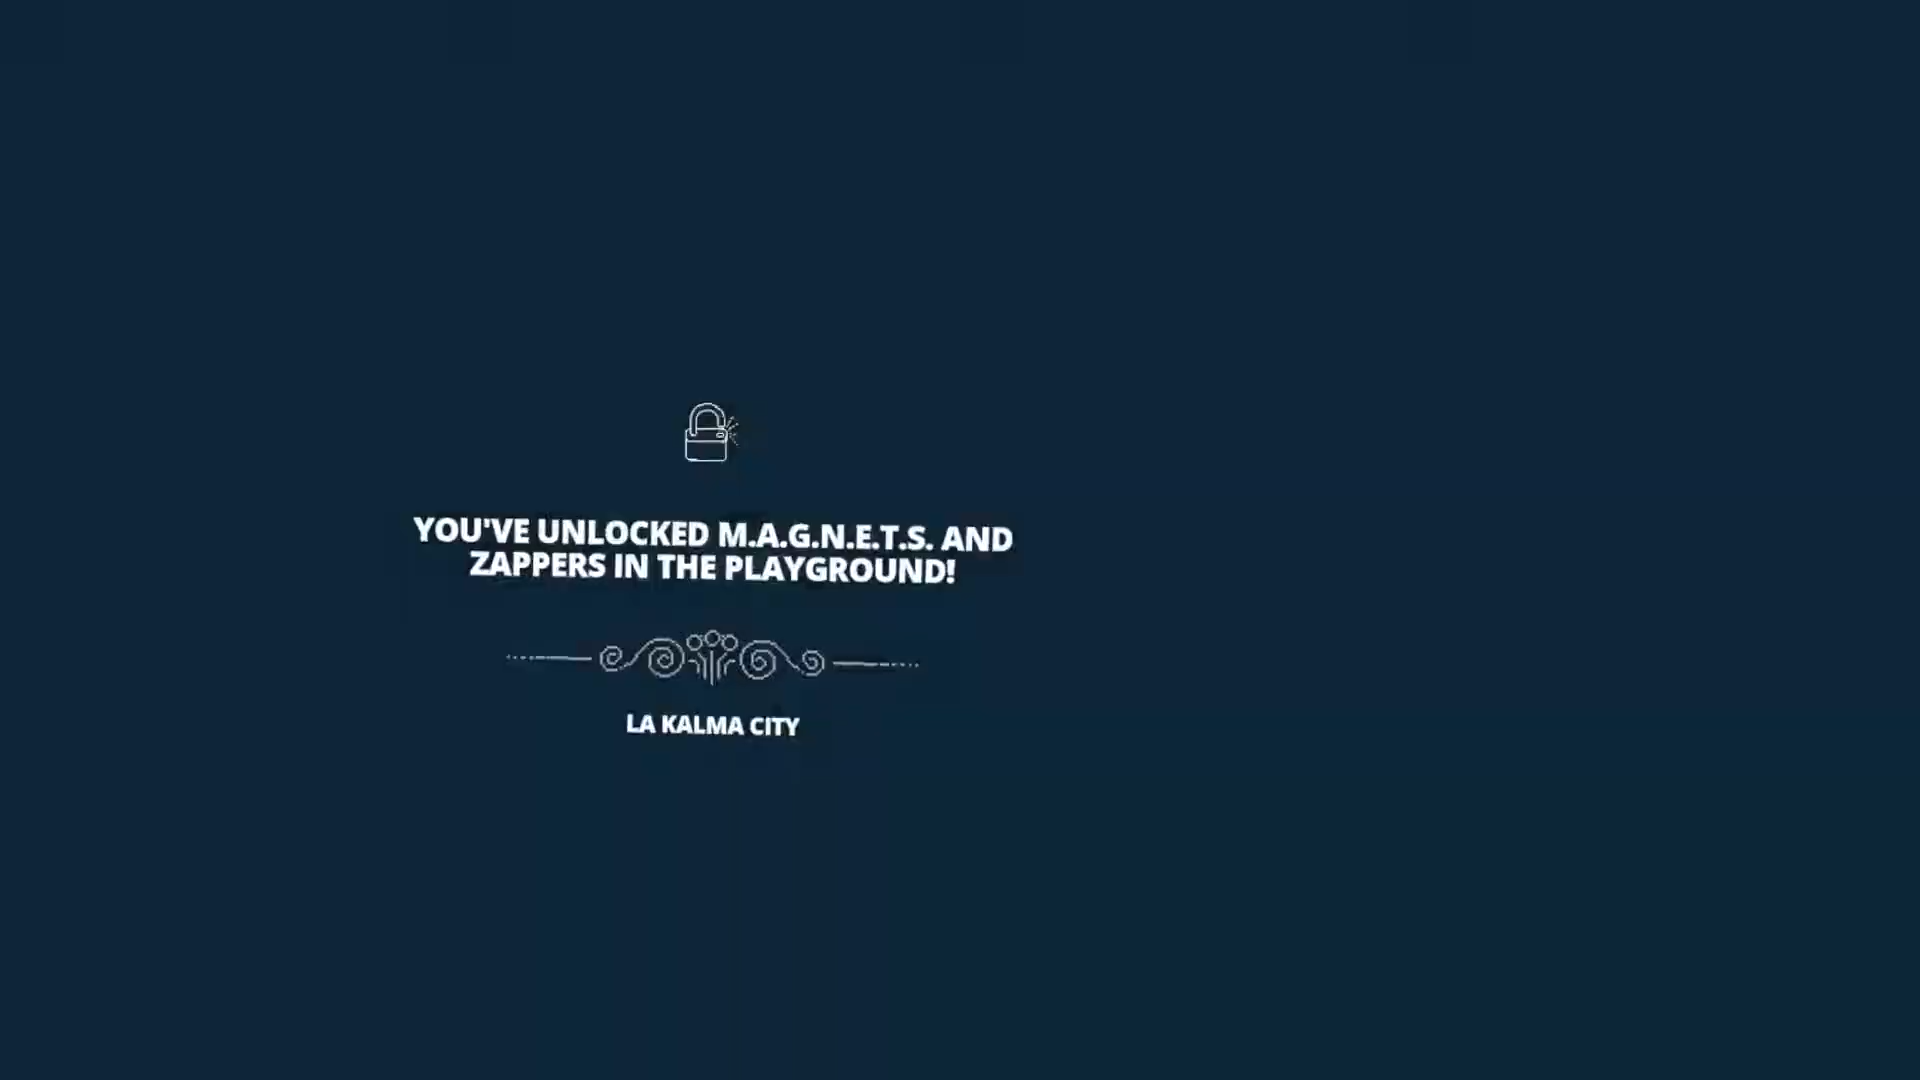 YOU'VE UNLOCKED M.A.G.N.E.T.S. AND
ZAPPERS IN THE PLAYGROUND!
LA KALMA CITY